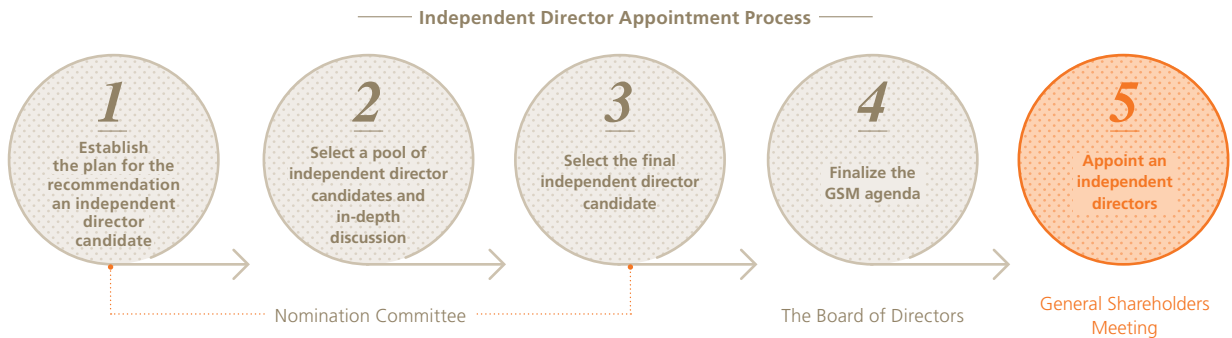 Independent Director Appointment Process
1
Establish
the plan for the
recommendation
an independent
director
candidate
2
Select a pool of
independent director
candidates and
in-depth
discussion
3
Select the final
independent director
candidate
4
Finalize the
GSM agenda
5
Appoint an
independent
directors
Nomination Committee
The Board of Directors
General Shareholders
Meeting